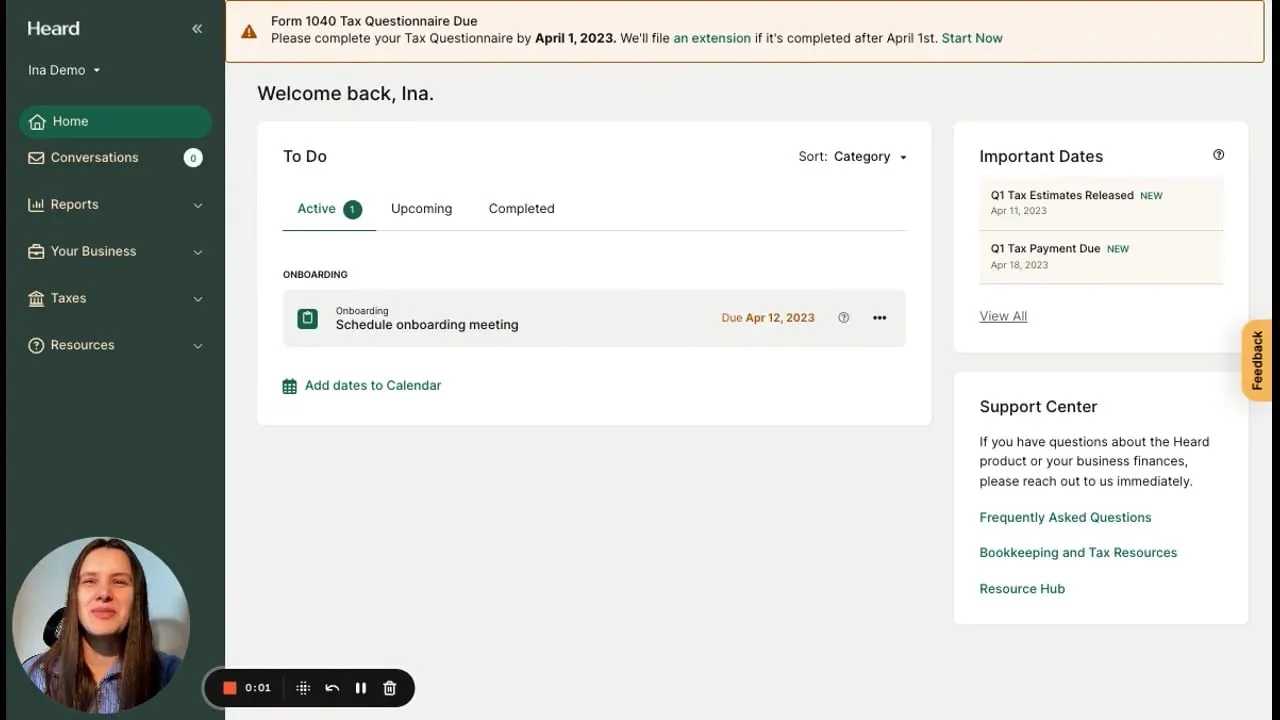 Heard
Ina Demo
Home
Conversations
0
Reports
Your Business
Taxes
Resources
Form 1040 Tax Questionnaire Due
Please complete your Tax Questionnaire by April 1, 2023. We'll file an extension if it's completed after April 1st. Start Now
Welcome back, Ina.
To Do
Sort: Category
Active 1
Upcoming
Completed
ONBOARDING
Onboarding
Schedule onboarding meeting
Due Apr 12, 2023
Add dates to Calendar
Important Dates
Q1 Tax Estimates Released NEW
Apr 11, 2023
Q1 Tax Payment Due NEW
Apr 18, 2023
View All
Feedback
Support Center
If you have questions about the Heard
product or your business finances,
please reach out to us immediately.
Frequently Asked Questions
Bookkeeping and Tax Resources
Resource Hub
0:01